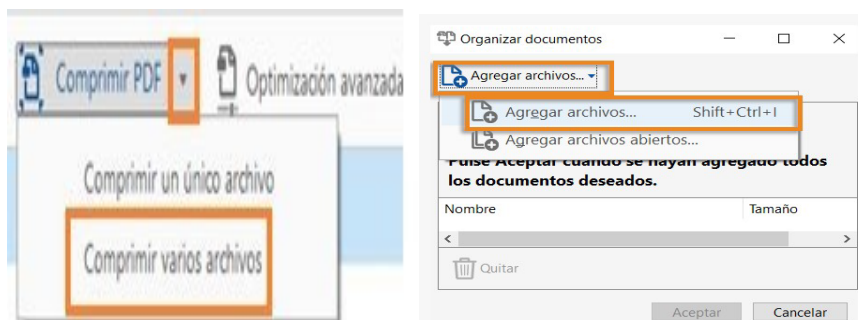 Comprimir PDF
Optimización avanzada
Comprimir un único archivo
Comprimir varios archivos
Organizar documentos
Agregar archivos...
Agregar archivos... Shift+Ctrl+I
Agregar archivos abiertos...
Pulse Aceptar cuando se hayan agregado todos
los documentos deseados.
Nombre Tamaño
Quitar
Aceptar Cancelar